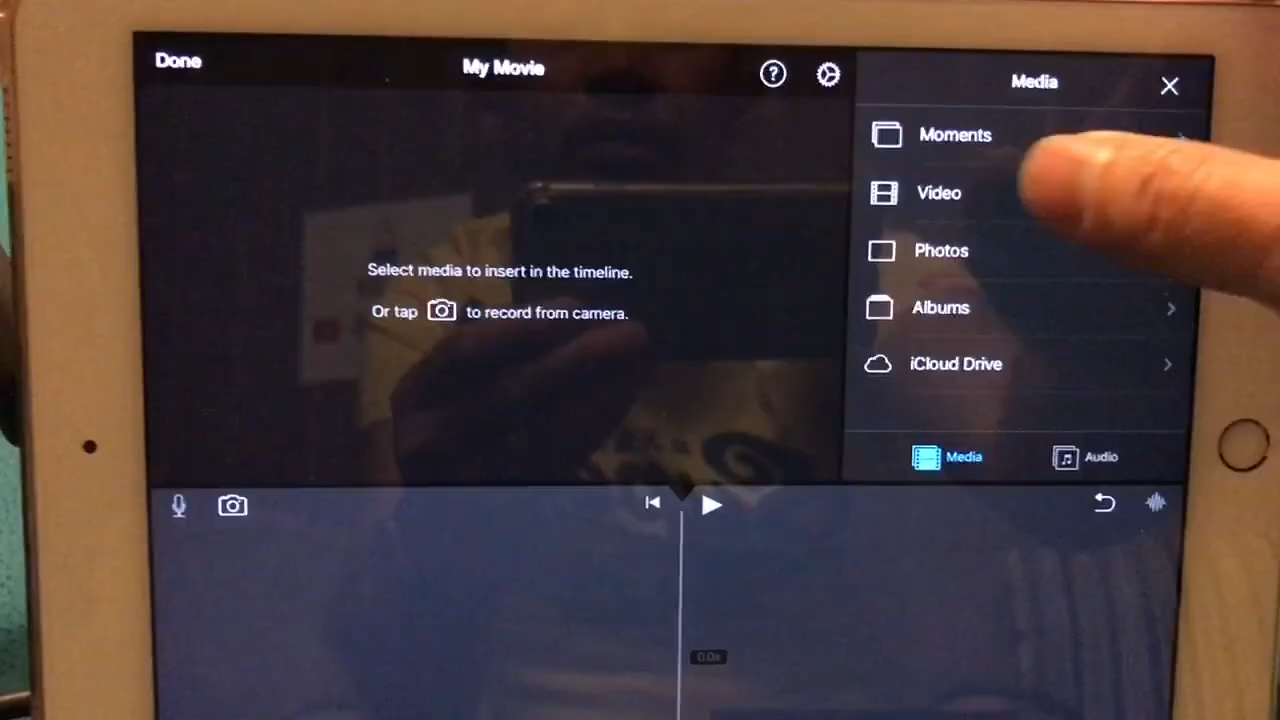 Done
My Movie
?
Media
Moments
Video
Photos
Albums
iCloud Drive
Select media to insert in the timeline.
Or tap to record from camera.
Media
Audio
0.0s